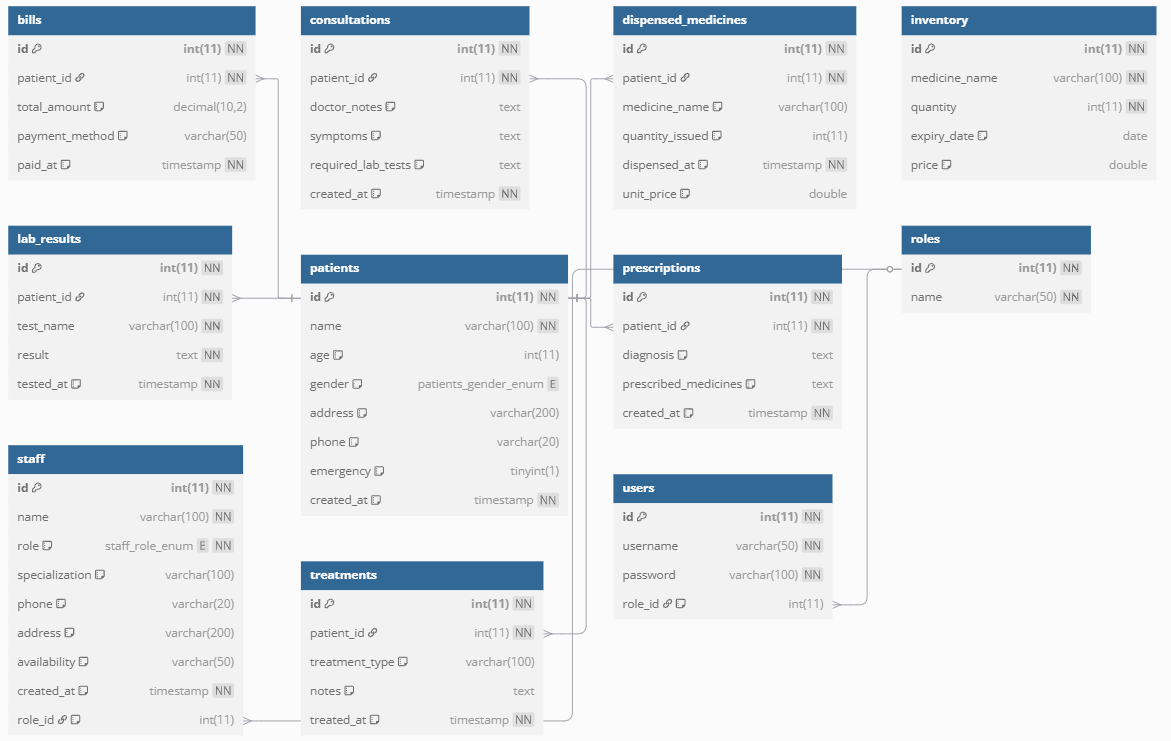 bills
id int(11) NN
patient_id int(11) NN
total_amount decimal(10,2)
payment_method varchar(50)
paid_at timestamp NN
consultations
id int(11) NN
patient_id int(11) NN
doctor_notes text
symptoms text
required_lab_tests text
created_at timestamp NN
dispensed_medicines
id int(11) NN
patient_id int(11) NN
medicine_name varchar(100)
quantity_issued int(11)
dispensed_at timestamp NN
unit_price double
inventory
id int(11) NN
medicine_name varchar(100) NN
quantity int(11) NN
expiry_date date
price double
lab_results
id int(11) NN
patient_id int(11) NN
test_name varchar(100) NN
result text NN
tested_at timestamp NN
patients
id int(11) NN
name varchar(100) NN
age int(11)
gender patients_gender_enum E
address varchar(200)
phone varchar(20)
emergency tinyint(1)
created_at timestamp NN
prescriptions
id int(11) NN
patient_id int(11) NN
diagnosis text
prescribed_medicines text
created_at timestamp NN
roles
id int(11) NN
name varchar(50) NN
staff
id int(11) NN
name varchar(100) NN
role staff_role_enum E NN
specialization varchar(100)
phone varchar(20)
address varchar(200)
availability varchar(50)
created_at timestamp NN
role_id int(11)
treatments
id int(11) NN
patient_id int(11) NN
treatment_type varchar(100)
notes text
treated_at timestamp NN
users
id int(11) NN
username varchar(50) NN
password varchar(100) NN
role_id int(11)